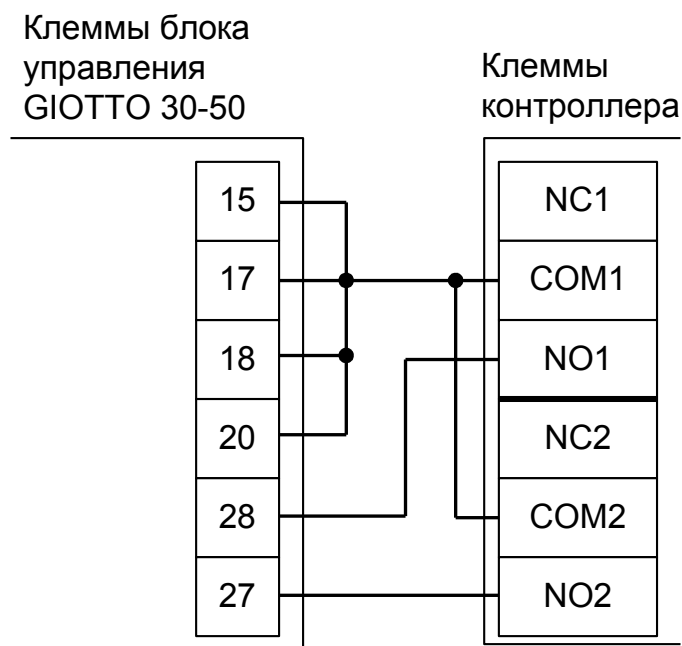 Клеммы блока
управления
GIOTTO 30-50
Клеммы
контроллера
15
17
18
20
28
27
NC1
COM1
NO1
NC2
COM2
NO2